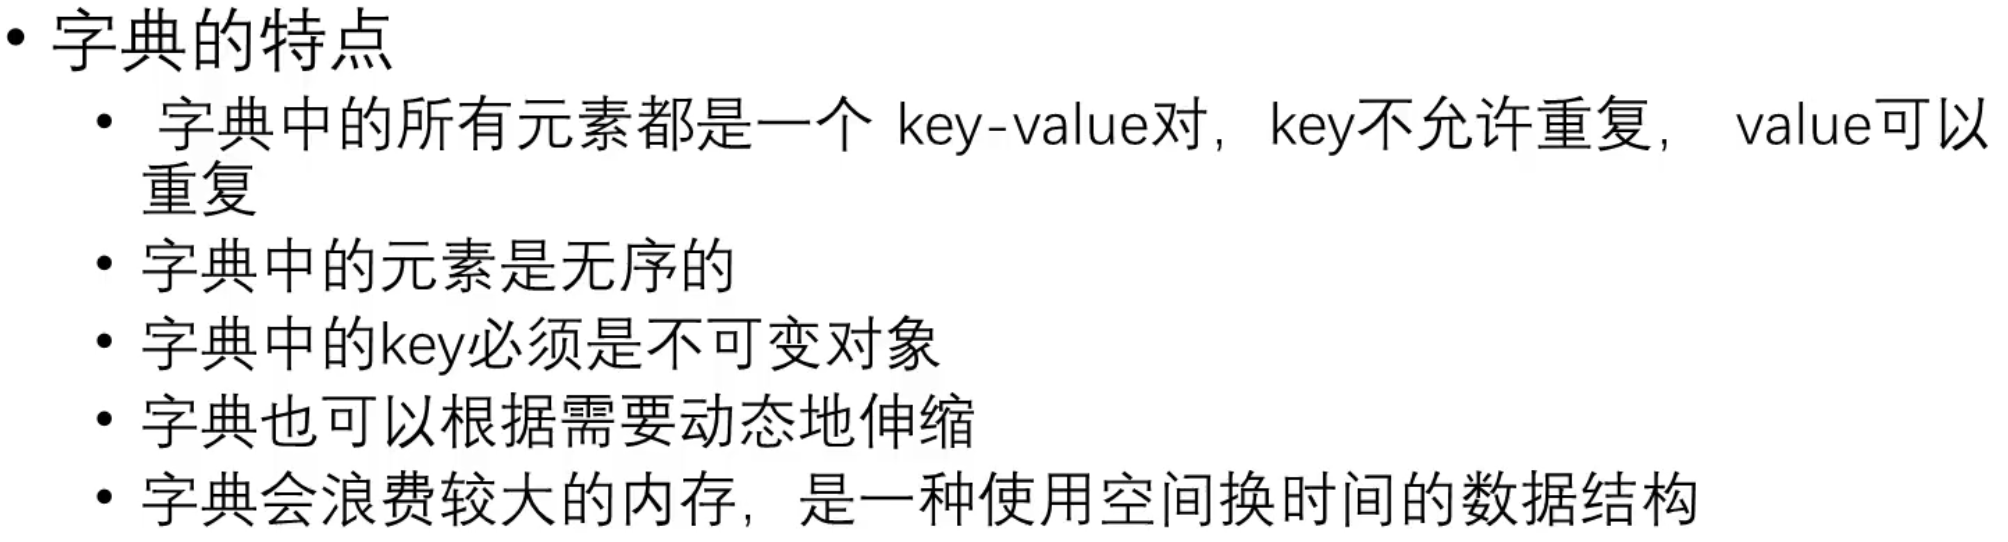 • 字典的特点
• 字典中的所有元素都是一个 key-value对，key不允许重复， value可以
重复
• 字典中的元素是无序的
• 字典中的key必须是不可变对象
• 字典也可以根据需要动态地伸缩
• 字典会浪费较大的内存，是一种使用空间换时间的数据结构